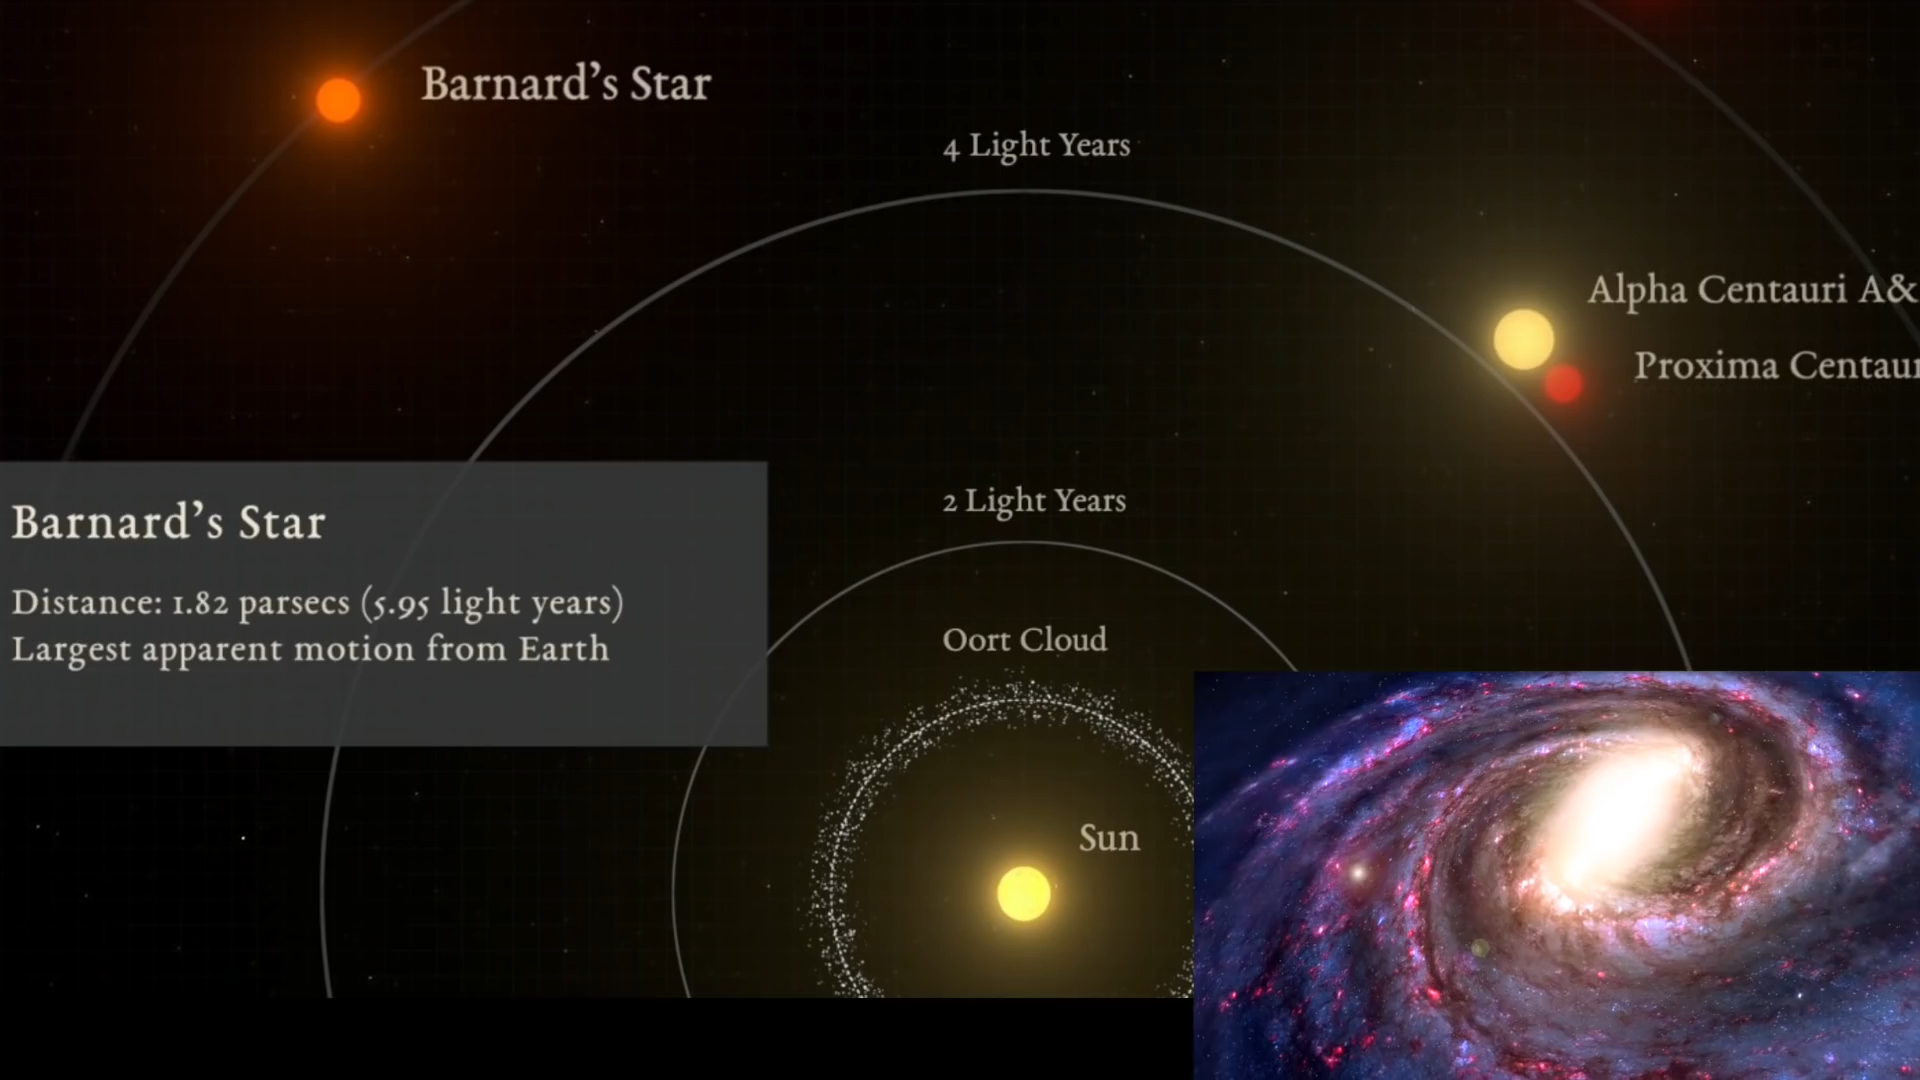 Barnard’s Star
4 Light Years
Alpha Centauri A&
Proxima Centaur
2 Light Years
Barnard’s Star
Distance: 1.82 parsecs (5.95 light years)
Largest apparent motion from Earth
Oort Cloud
Sun